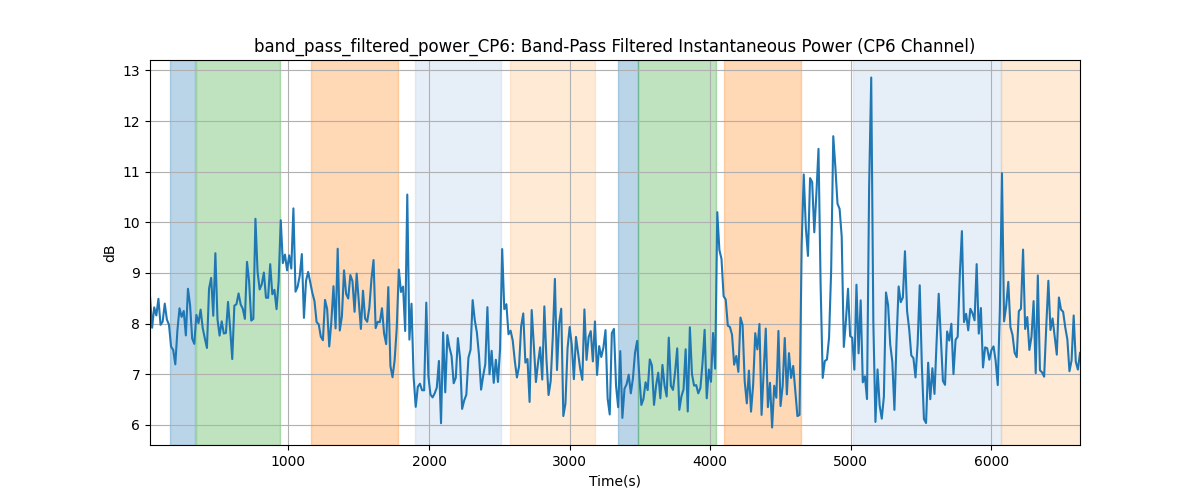 band_pass_filtered_power_CP6: Band-Pass Filtered Instantaneous Power (CP6 Channel)
13
12
11
10
9
8
7
6
dB
1000 2000 3000 4000 5000 6000
Time(s)